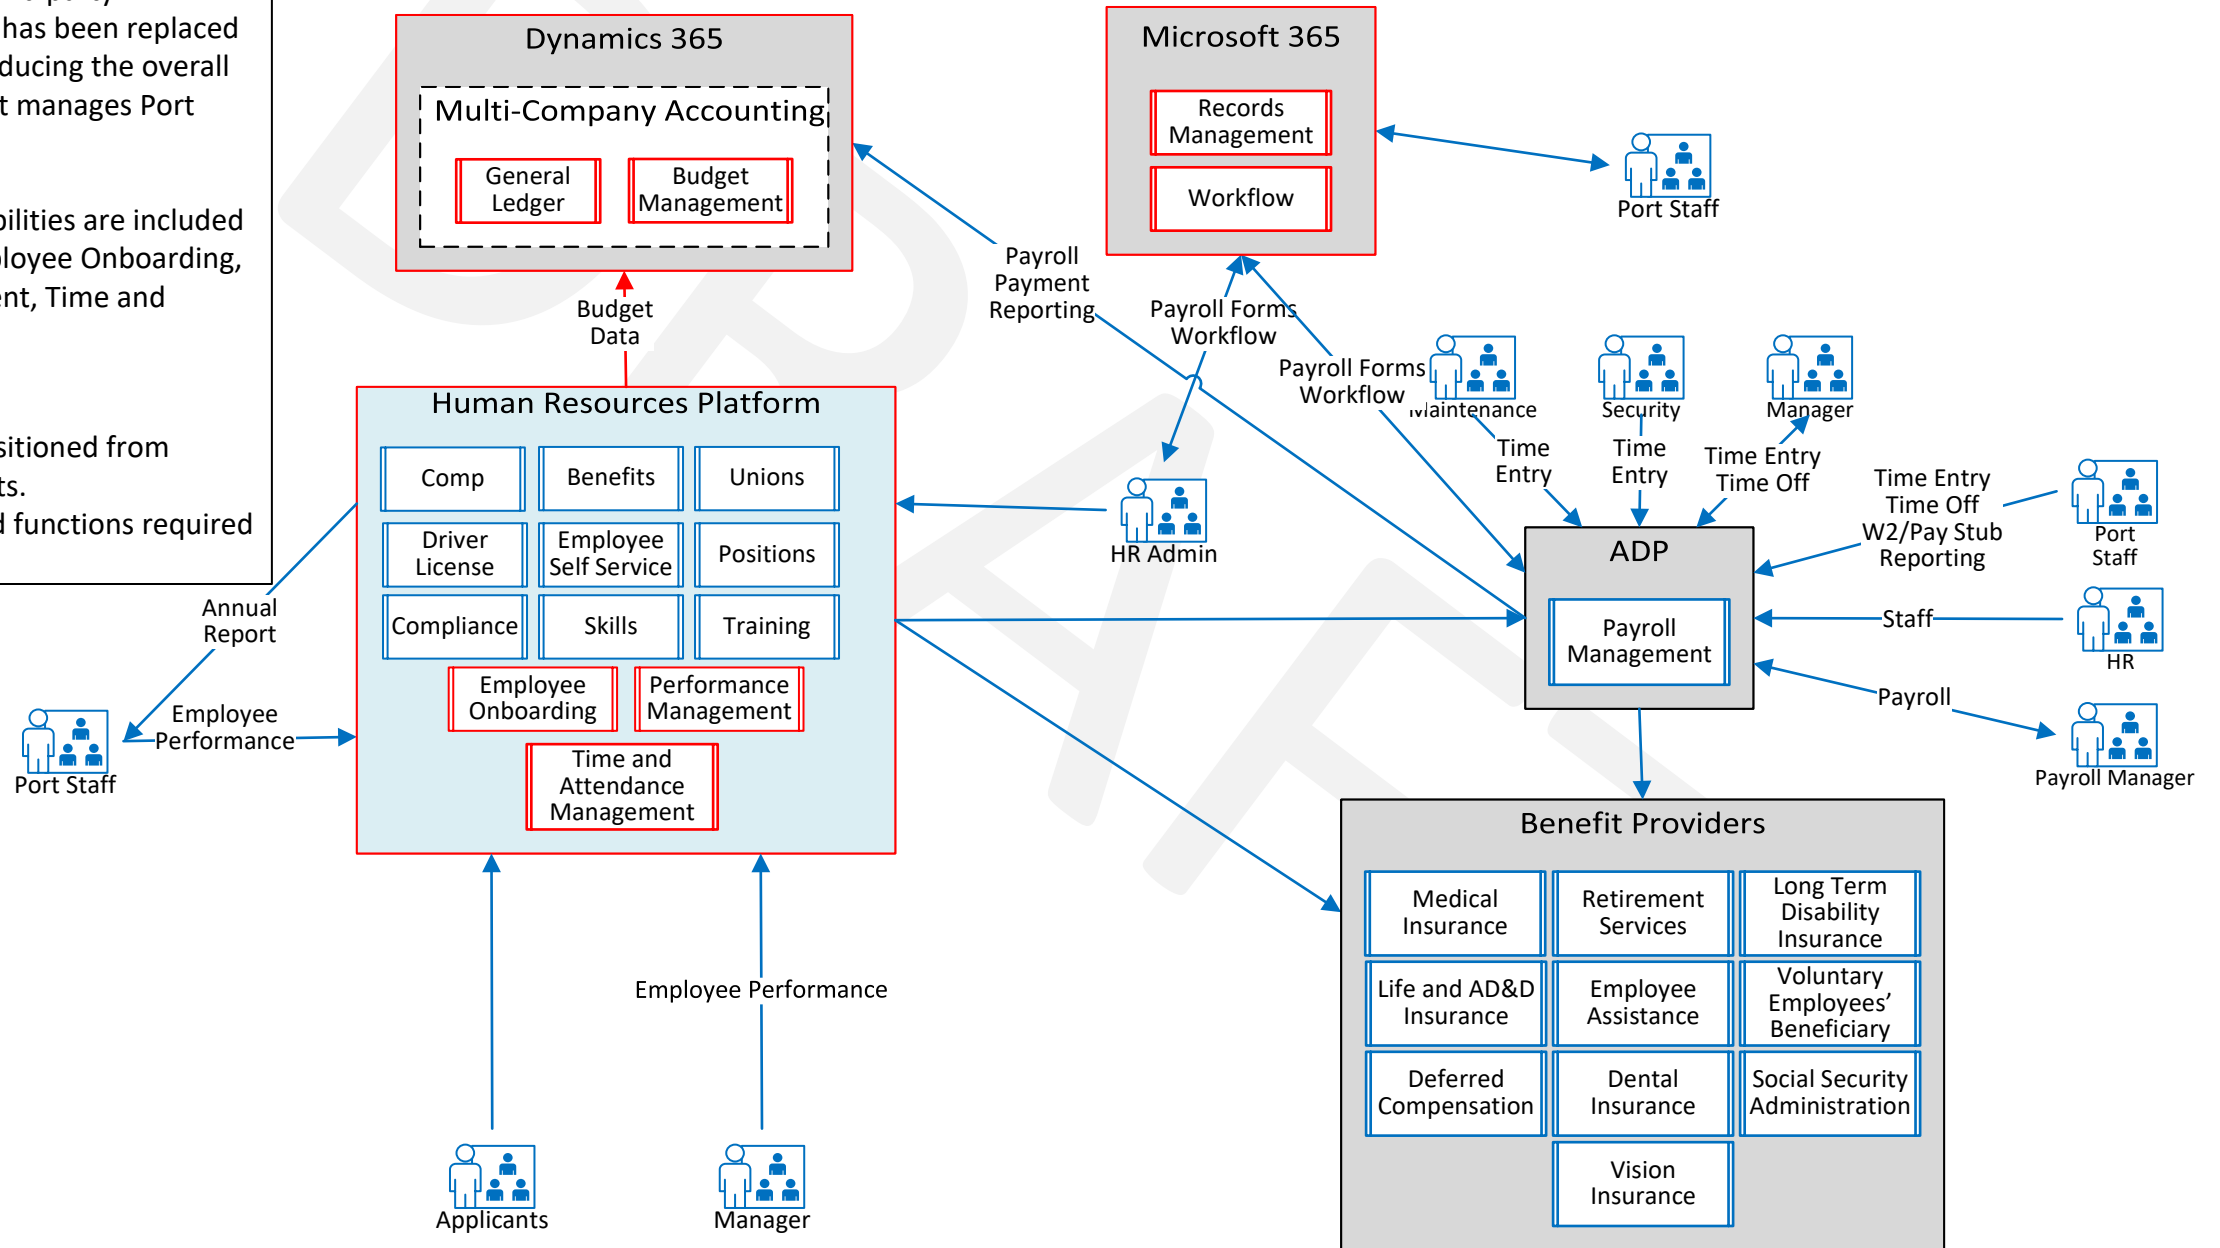 has been replaced
ducing the overall
t manages Port
bilities are included
ployee Onboarding,
ent, Time and
sitioned from
ts.
d functions required
Dynamics 365
Multi-Company Accounting
General
Ledger
Budget
Management
Microsoft 365
Records
Management
Workflow
Port Staff
Payroll
Payment
Reporting
Payroll Forms
Workflow
Payroll Forms
Workflow
Budget
Data
Maintenance
Security
Manager
Time
Entry
Time
Entry
Time Entry
Time Off
Time Entry
Time Off
W2/Pay Stub
Reporting
Port
Staff
Human Resources Platform
Comp
Benefits
Unions
Driver
License
Employee
Self Service
Positions
Compliance
Skills
Training
Employee
Onboarding
Performance
Management
Time and
Attendance
Management
HR Admin
ADP
Payroll
Management
Staff
HR
Payroll
Payroll Manager
Annual
Report
Employee
Performance
Port Staff
Employee Performance
Applicants
Manager
Benefit Providers
Medical
Insurance
Retirement
Services
Long Term
Disability
Insurance
Life and AD&D
Insurance
Employee
Assistance
Voluntary
Employees’
Beneficiary
Deferred
Compensation
Dental
Insurance
Social Security
Administration
Vision
Insurance
DRAFT